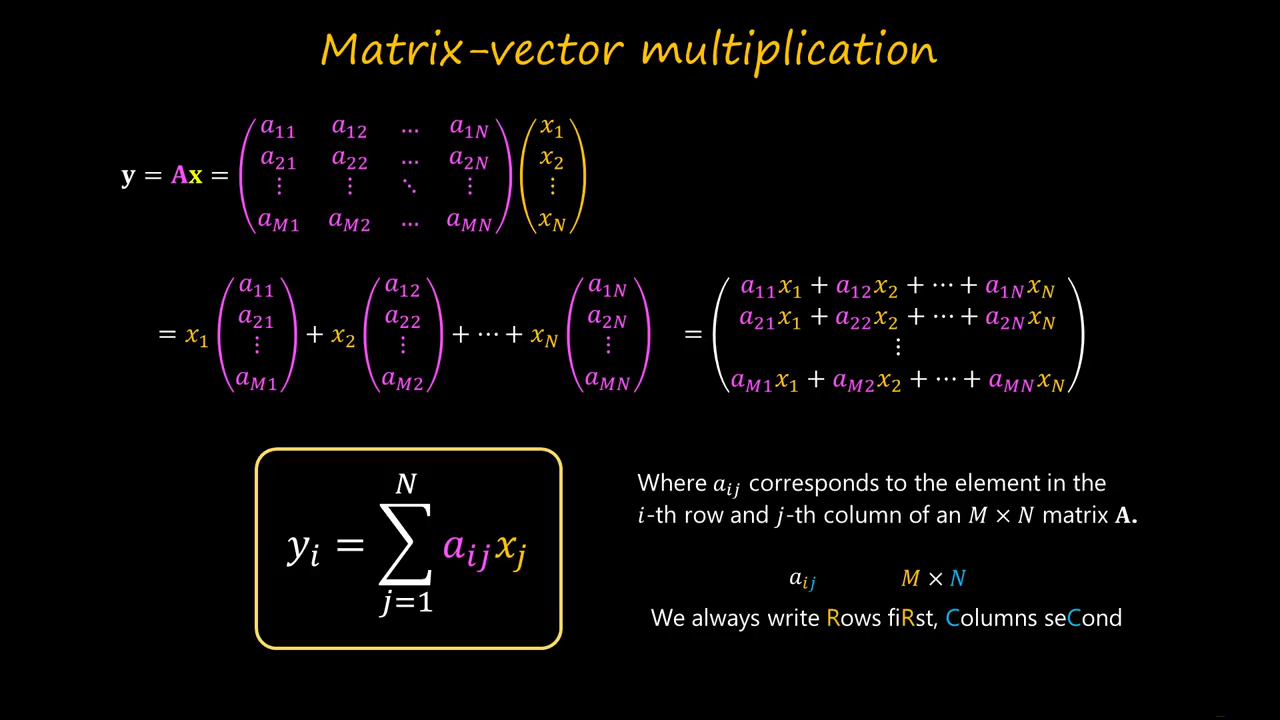 Matrix-vector multiplication
y = Ax = ( a₁₁ a₁₂ … a₁N ) ( x₁ )
a₂₁ a₂₂ … a₂N x₂
⋮ ⋮ ⋱ ⋮ ⋮
aM₁ aM₂ … aMN xN
= x₁ ( a₁₁ a₂₁ ⋮ aM₁ ) + x₂ ( a₁₂ a₂₂ ⋮ aM₂ ) + ⋯ + xN ( a₁N a₂N ⋮ aMN ) =
a₁₁x₁ + a₁₂x₂ + ⋯ + a₁NxN
a₂₁x₁ + a₂₂x₂ + ⋯ + a₂NxN
⋮
aM₁x₁ + aM₂x₂ + ⋯ + aMNxN
yᵢ = ∑ⱼ₌₁ᴺ aᵢⱼxⱼ
Where aᵢⱼ corresponds to the element in the
i-th row and j-th column of an M × N matrix A.
aᵢⱼ M × N
We always write Rows fiRst, Columns seCond